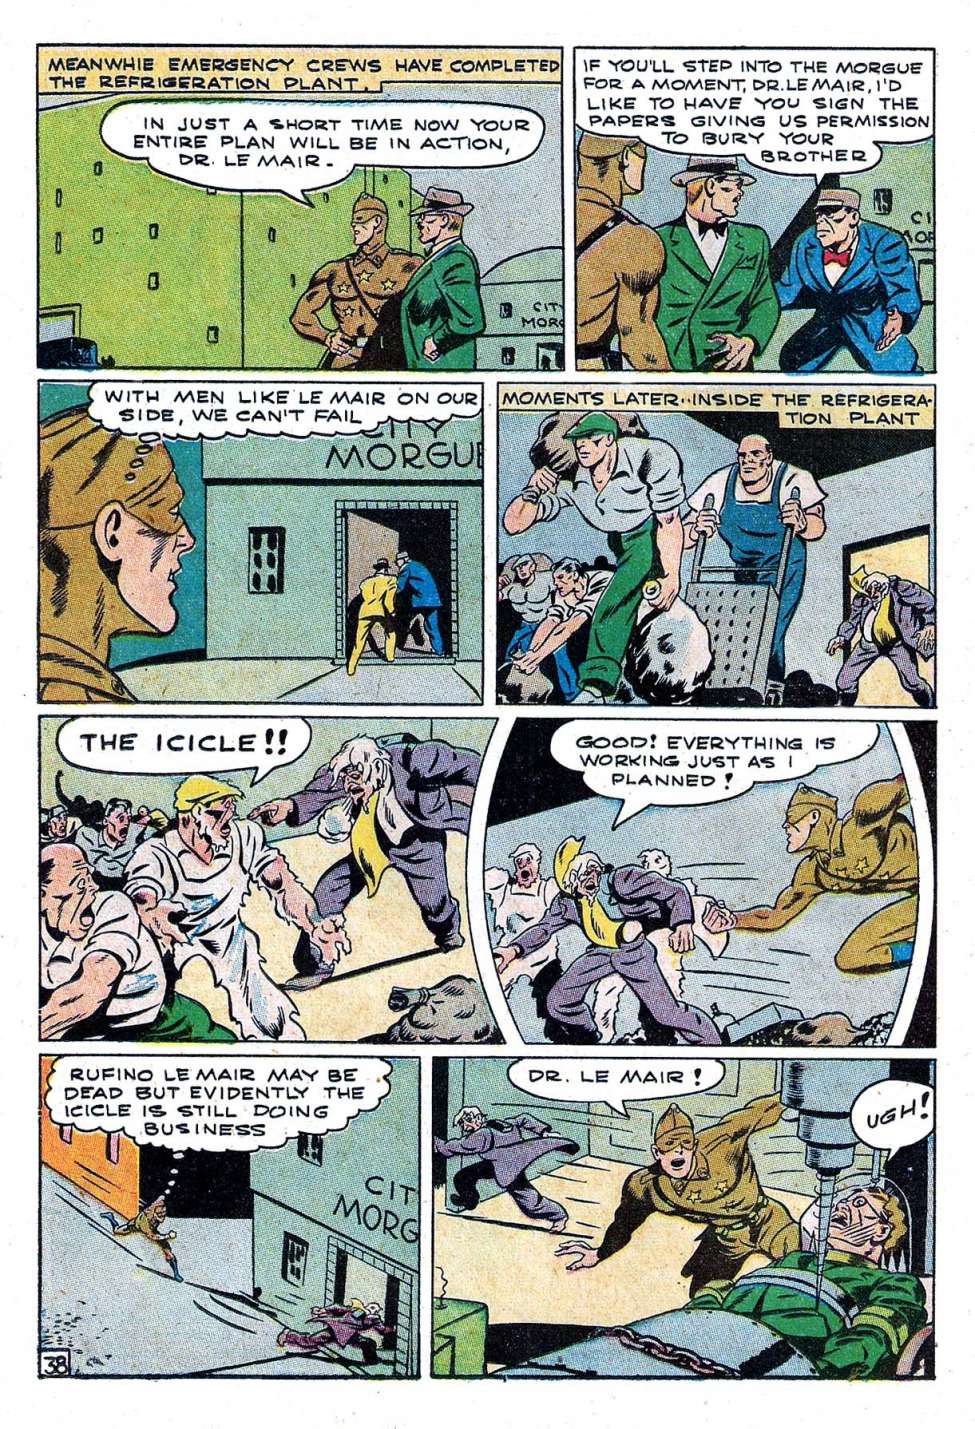 MEANWHIE EMERGENCY CREWS HAVE COMPLETED
THE REFRIGERATION PLANT.
IN JUST A SHORT TIME NOW YOUR
ENTIRE PLAN WILL BE IN ACTION,
DR. LE MAIR.
CITY
MORG
IF YOU'LL STEP INTO THE MORGUE
FOR A MOMENT, DR. LE MAIR, I'D
LIKE TO HAVE YOU SIGN THE
PAPERS GIVING US PERMISSION
TO BURY YOUR
BROTHER
CI
MOR
WITH MEN LIKE LE MAIR ON OUR
SIDE, WE CAN'T FAIL
CITY
MORGUE
MOMENTS LATER..INSIDE THE REFRIGERA-
TION PLANT
THE ICICLE!!
GOOD! EVERYTHING IS
WORKING JUST AS I
PLANNED!
RUFINO LE MAIR MAY BE
DEAD BUT EVIDENTLY THE
ICICLE IS STILL DOING
BUSINESS
CIT
MORG
38
DR. LE MAIR!
UGH!